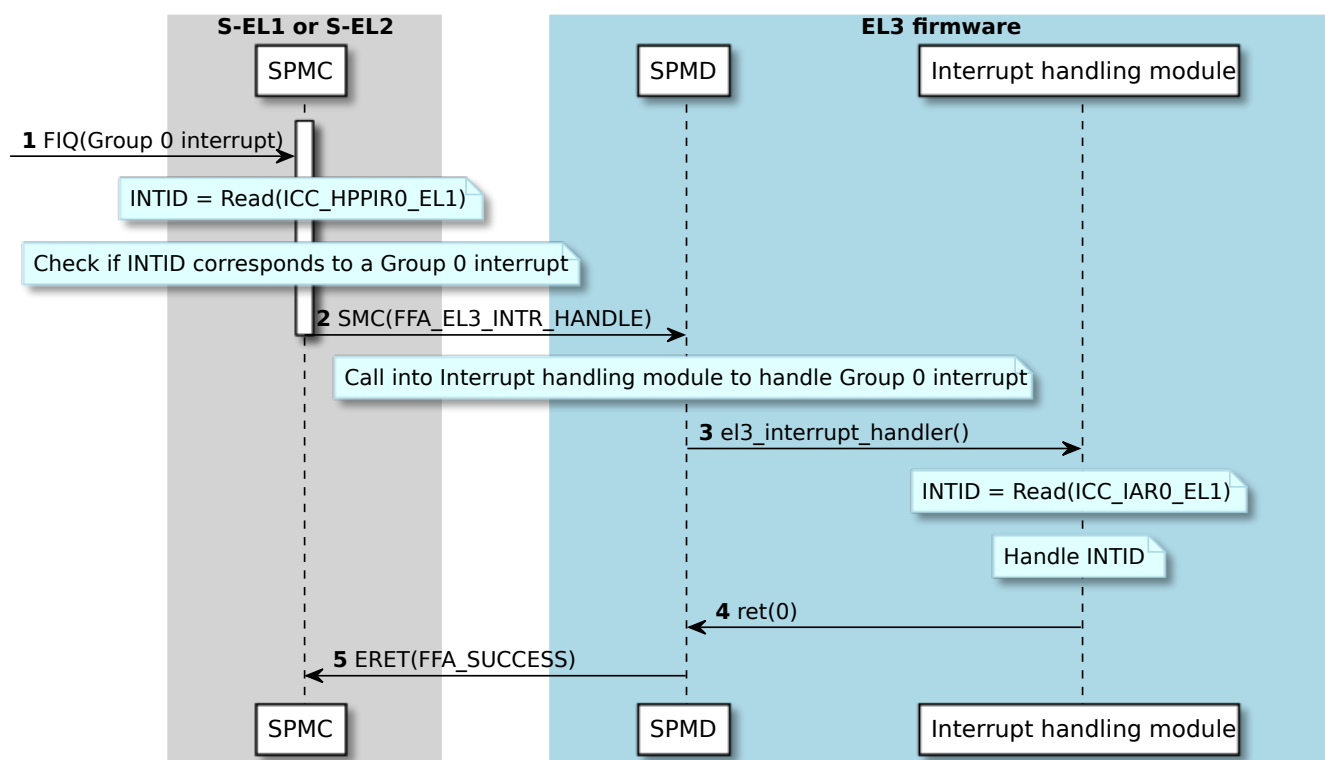 S-EL1 or S-EL2
EL3 firmware
SPMC
SPMD
Interrupt handling module
1 FIQ(Group 0 interrupt)
INTID = Read(ICC_HPPIR0_EL1)
Check if INTID corresponds to a Group 0 interrupt
2 SMC(FFA_EL3_INTR_HANDLE)
Call into Interrupt handling module to handle Group 0 interrupt
3 el3_interrupt_handler()
INTID = Read(ICC_IAR0_EL1)
Handle INTID
4 ret(0)
5 ERET(FFA_SUCCESS)
SPMC
SPMD
Interrupt handling module